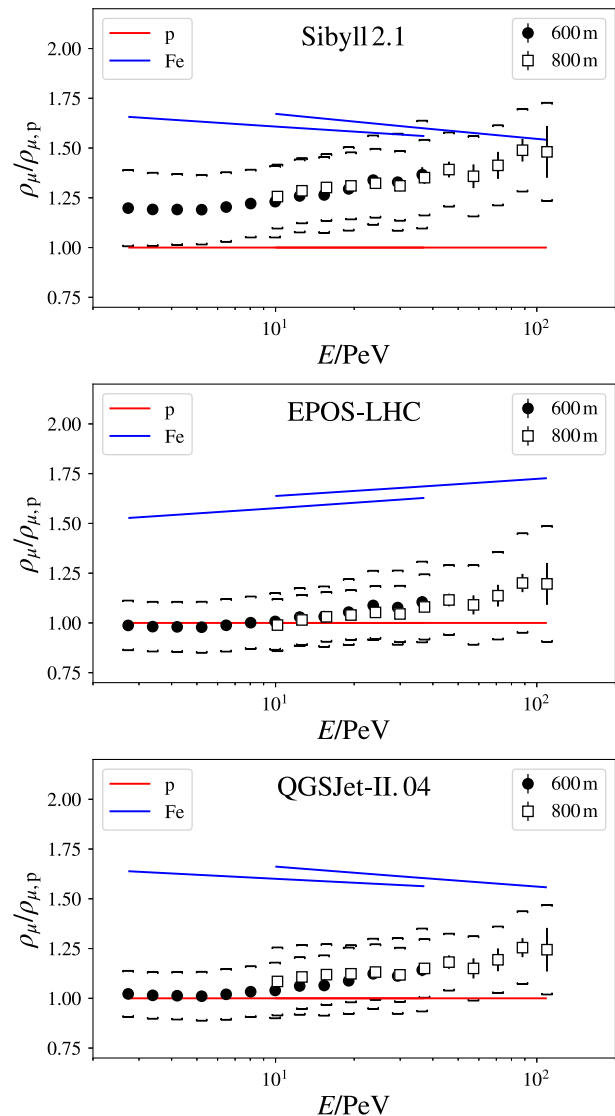 Sibyll 2.1
p
Fe
600 m
800 m
2.00
1.75
1.50
1.25
1.00
0.75
ρμ/ρμ,p
10¹
10²
E/PeV
EPOS-LHC
p
Fe
600 m
800 m
2.00
1.75
1.50
1.25
1.00
0.75
ρμ/ρμ,p
10¹
10²
E/PeV
QGSJet-II.04
p
Fe
600 m
800 m
2.00
1.75
1.50
1.25
1.00
0.75
ρμ/ρμ,p
10¹
10²
E/PeV